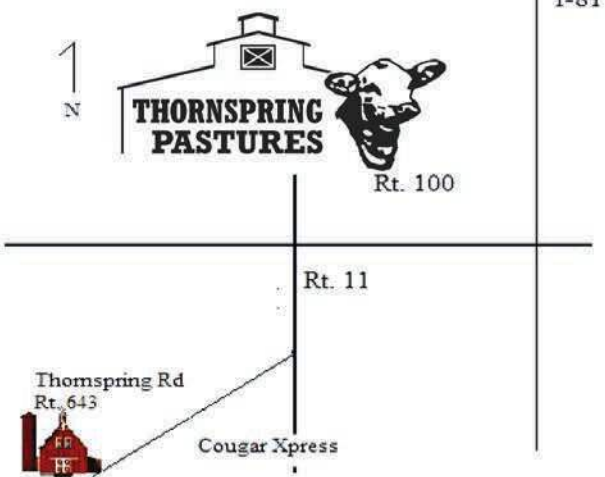 I-81
N
THORNSPRING
PASTURES
Rt. 100
Rt. 11
Thornspring Rd
Rt. 643
Cougar Xpress